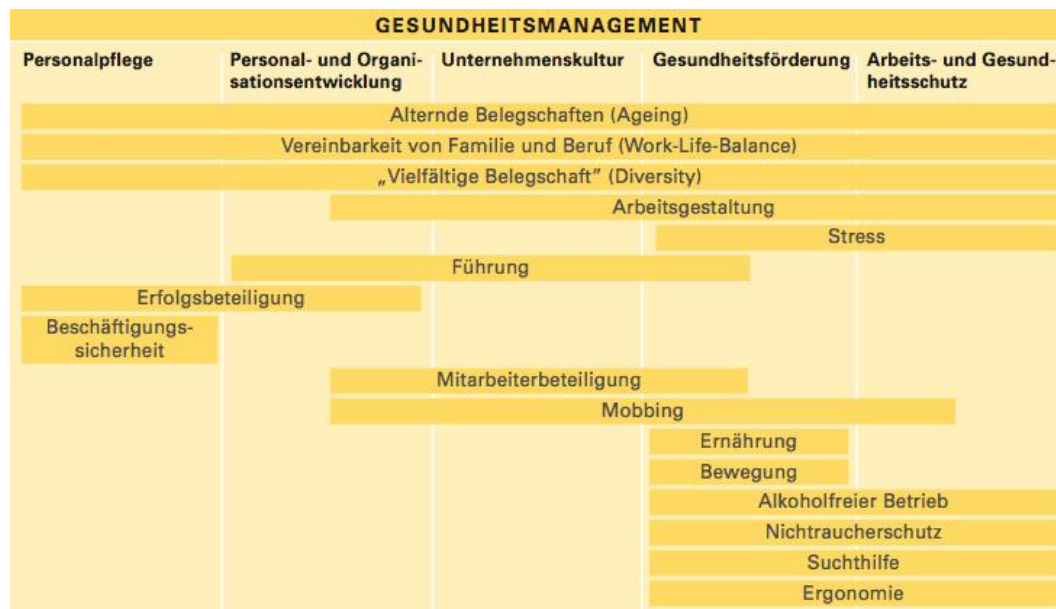 GESUNDHEITSMANAGEMENT
Personalpflege
Personal- und Organi-
sationsentwicklung
Unternehmenskultur
Gesundheitsförderung
Arbeits- und Gesund-
heitsschutz
Alternde Belegschaften (Ageing)
Vereinbarkeit von Familie und Beruf (Work-Life-Balance)
„Vielfältige Belegschaft” (Diversity)
Arbeitsgestaltung
Stress
Führung
Erfolgsbeteiligung
Beschäftigungs-
sicherheit
Mitarbeiterbeteiligung
Mobbing
Ernährung
Bewegung
Alkoholfreier Betrieb
Nichtraucherschutz
Suchthilfe
Ergonomie